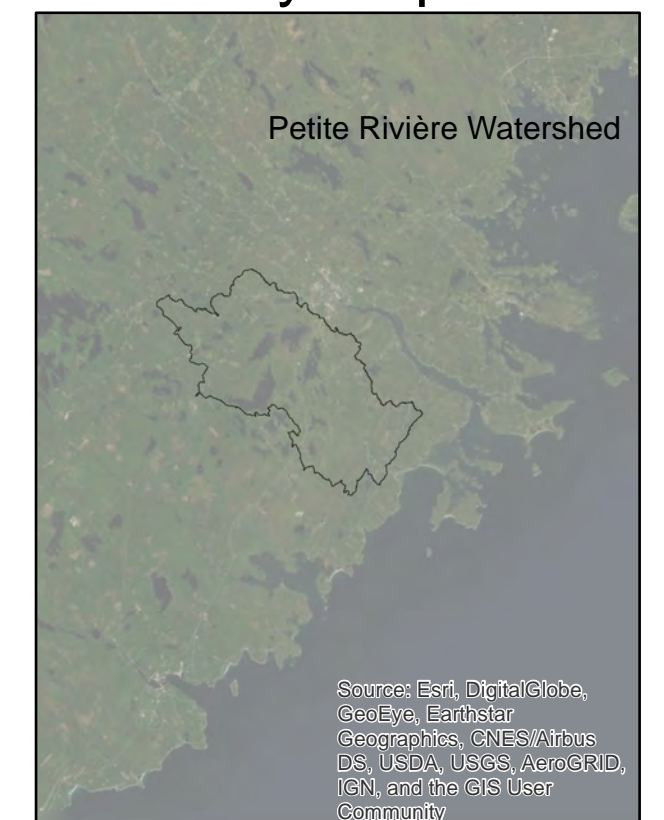 Petite Rivière Watershed
Source: Esri, DigitalGlobe,
GeoEye, Earthstar
Geographics, CNES/Airbus
DS, USDA, USGS, AeroGRID,
IGN, and the GIS User
Community